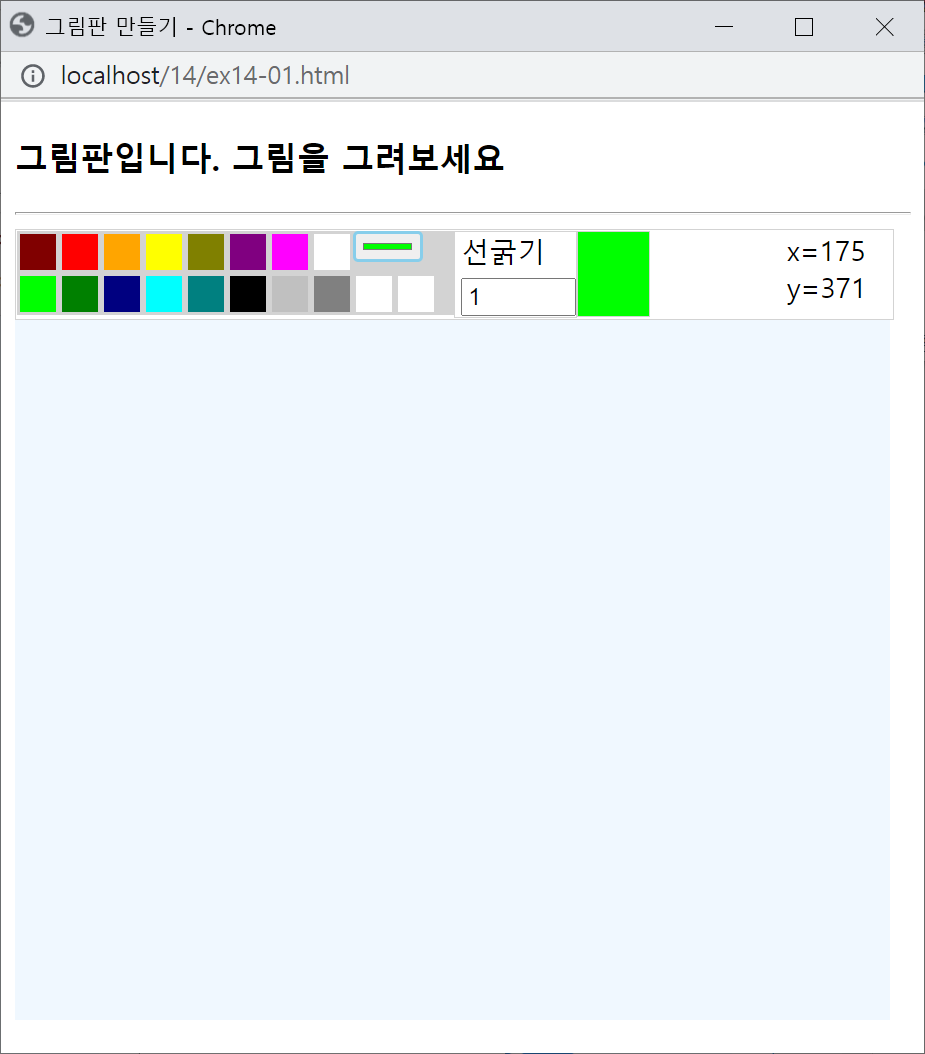 그림판 만들기 - Chrome
localhost/14/ex14-01.html
그림판입니다. 그림을 그려보세요
선굵기
1
x=175
y=371